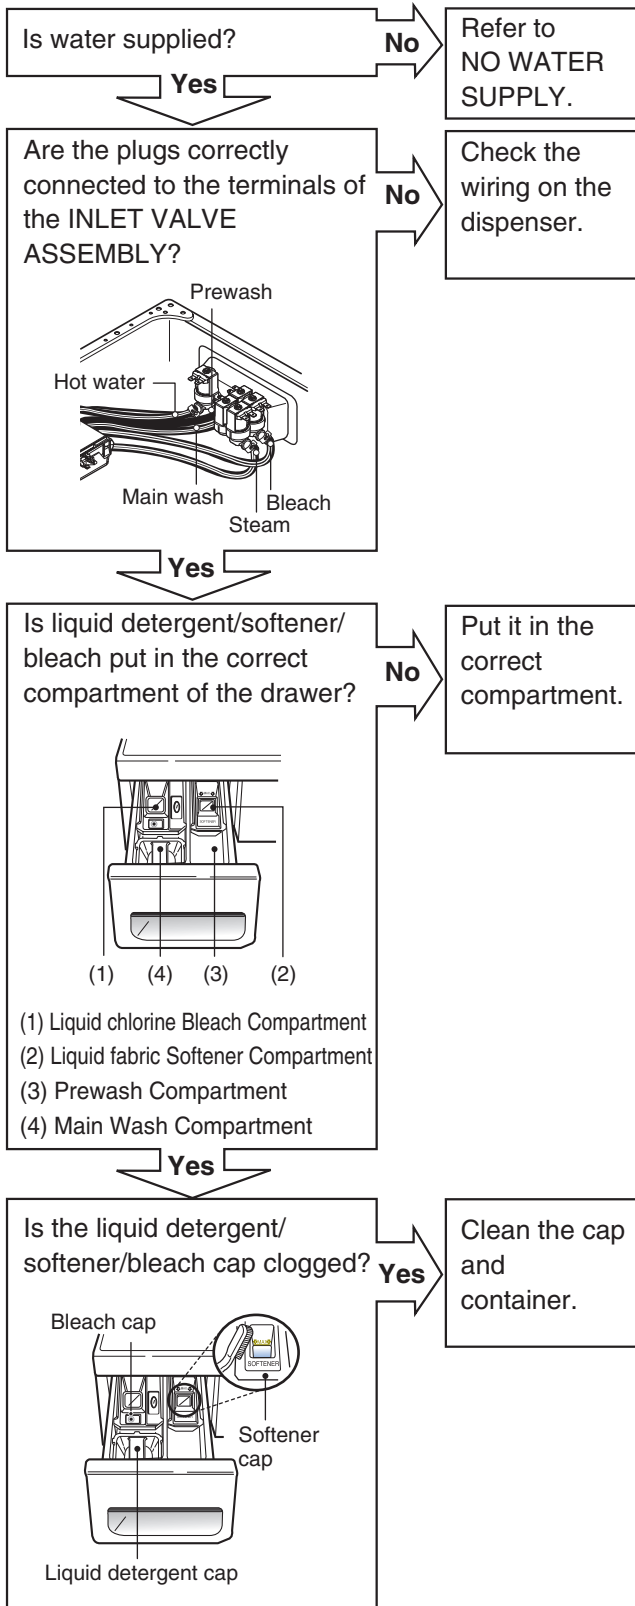 Is water supplied?
No
Refer to
NO WATER
SUPPLY.
Yes
Are the plugs correctly
connected to the terminals of
the INLET VALVE
ASSEMBLY?
No
Check the
wiring on the
dispenser.
Prewash
Hot water
Main wash
Bleach
Steam
Yes
Is liquid detergent/softener/
bleach put in the correct
compartment of the drawer?
No
Put it in the
correct
compartment.
SOFTENER
(1) (4) (3) (2)
(1) Liquid chlorine Bleach Compartment
(2) Liquid fabric Softener Compartment
(3) Prewash Compartment
(4) Main Wash Compartment
Yes
Is the liquid detergent/
softener/bleach cap clogged?
Yes
Clean the cap
and
container.
Bleach cap
MAX
SOFTENER
Softener
cap
Liquid detergent cap